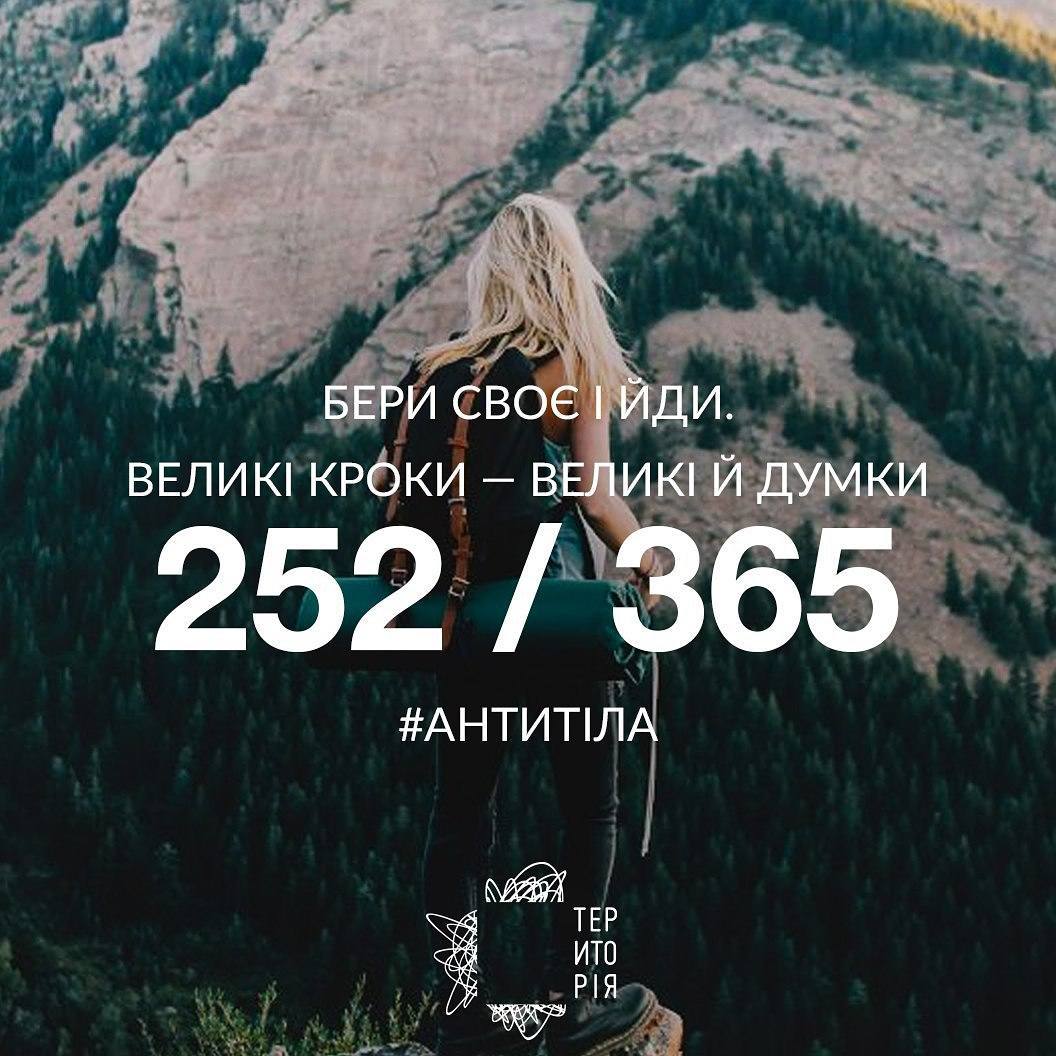 БЕРИ СВОЄ І ЙДИ.
ВЕЛИКІ КРОКИ — ВЕЛИКІ Й ДУМКИ
252 / 365
#АНТИТІЛА
ТЕР
ИТО
РІЯ